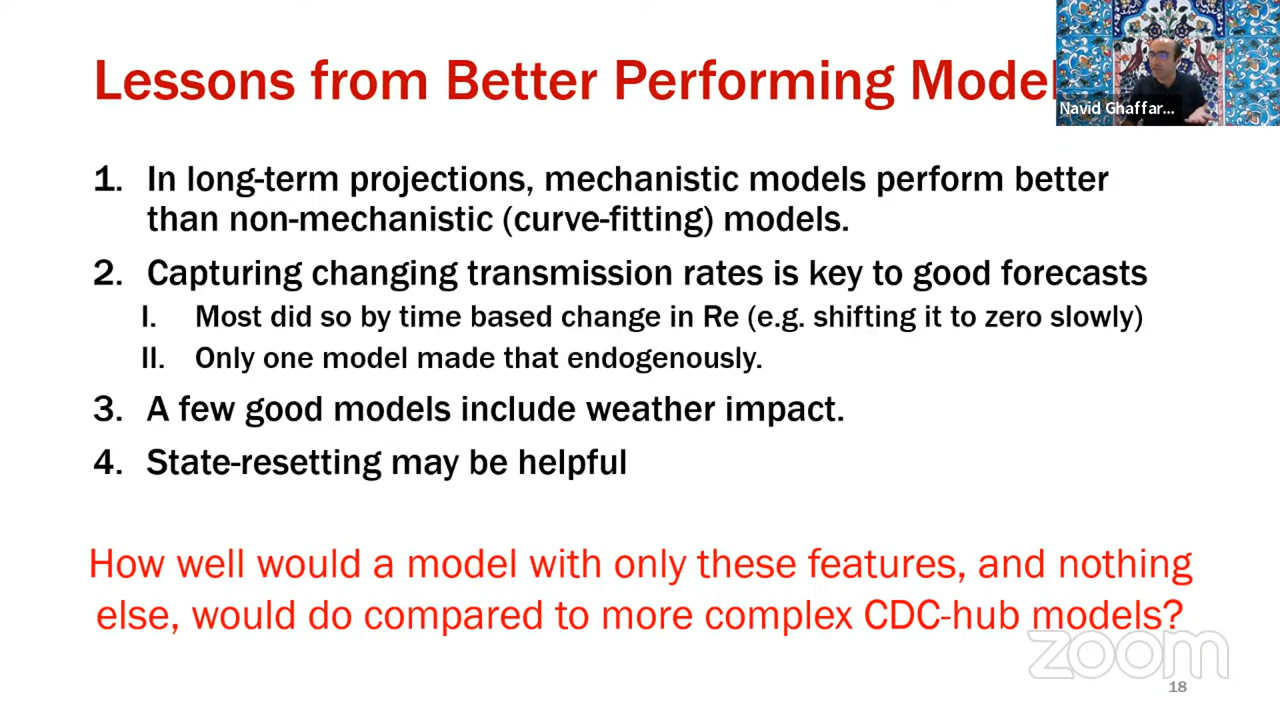 Lessons from Better Performing Model
Navid Ghaffar...
1. In long-term projections, mechanistic models perform better
than non-mechanistic (curve-fitting) models.
2. Capturing changing transmission rates is key to good forecasts
I. Most did so by time based change in Re (e.g. shifting it to zero slowly)
II. Only one model made that endogenously.
3. A few good models include weather impact.
4. State-resetting may be helpful
How well would a model with only these features, and nothing
else, would do compared to more complex CDC-hub models?
zoom
18